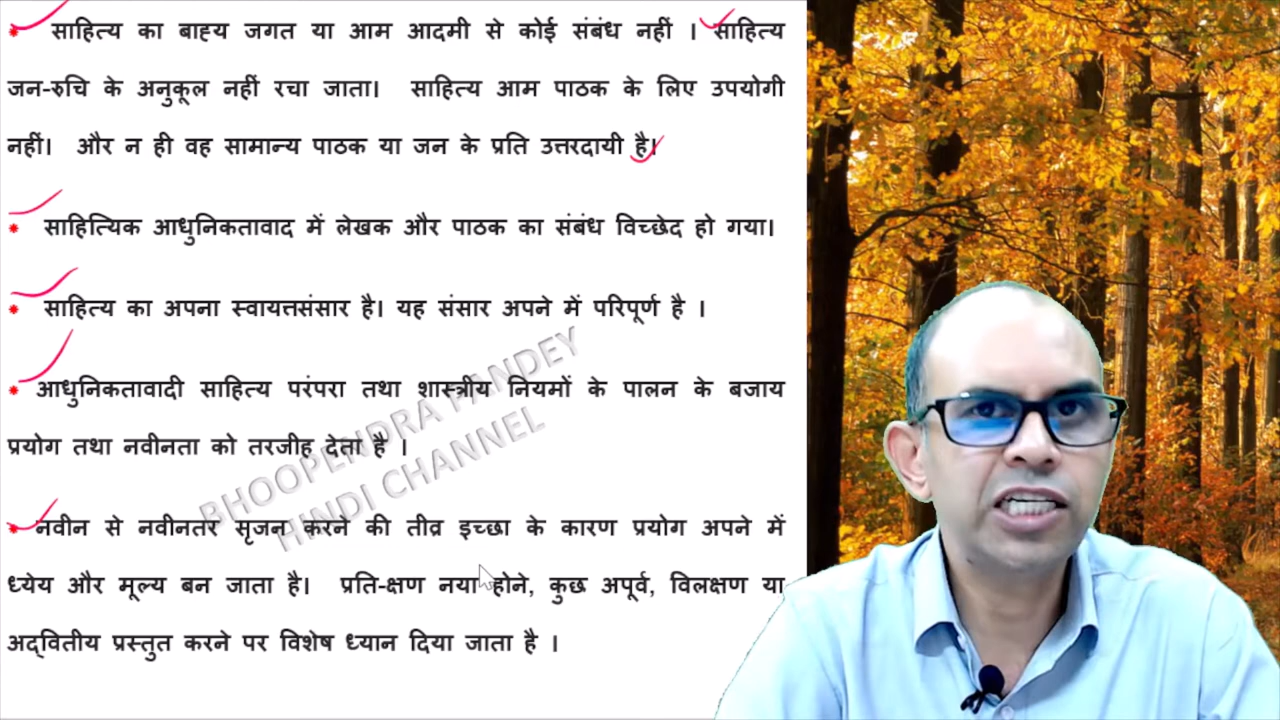 साहित्य का बाह्य जगत या आम आदमी से कोई संबंध नहीं । साहित्य
जन-रुचि के अनुकूल नहीं रचा जाता। साहित्य आम पाठक के लिए उपयोगी
नहीं। और न ही वह सामान्य पाठक या जन के प्रति उत्तरदायी है।
साहित्यिक आधुनिकतावाद में लेखक और पाठक का संबंध विच्छेद हो गया।
साहित्य का अपना स्वायत्तसंसार है। यह संसार अपने में परिपूर्ण है ।
आधुनिकतावादी साहित्य परंपरा तथा शास्त्रीय नियमों के पालन के बजाय
प्रयोग तथा नवीनता को तरजीह देता है ।
नवीन से नवीनतर सृजन करने की तीव्र इच्छा के कारण प्रयोग अपने में
ध्येय और मूल्य बन जाता है। प्रति-क्षण नया होने, कुछ अपूर्व, विलक्षण या
अद्वितीय प्रस्तुत करने पर विशेष ध्यान दिया जाता है ।
BHOOPENDRA PANDEY
HINDI CHANNEL